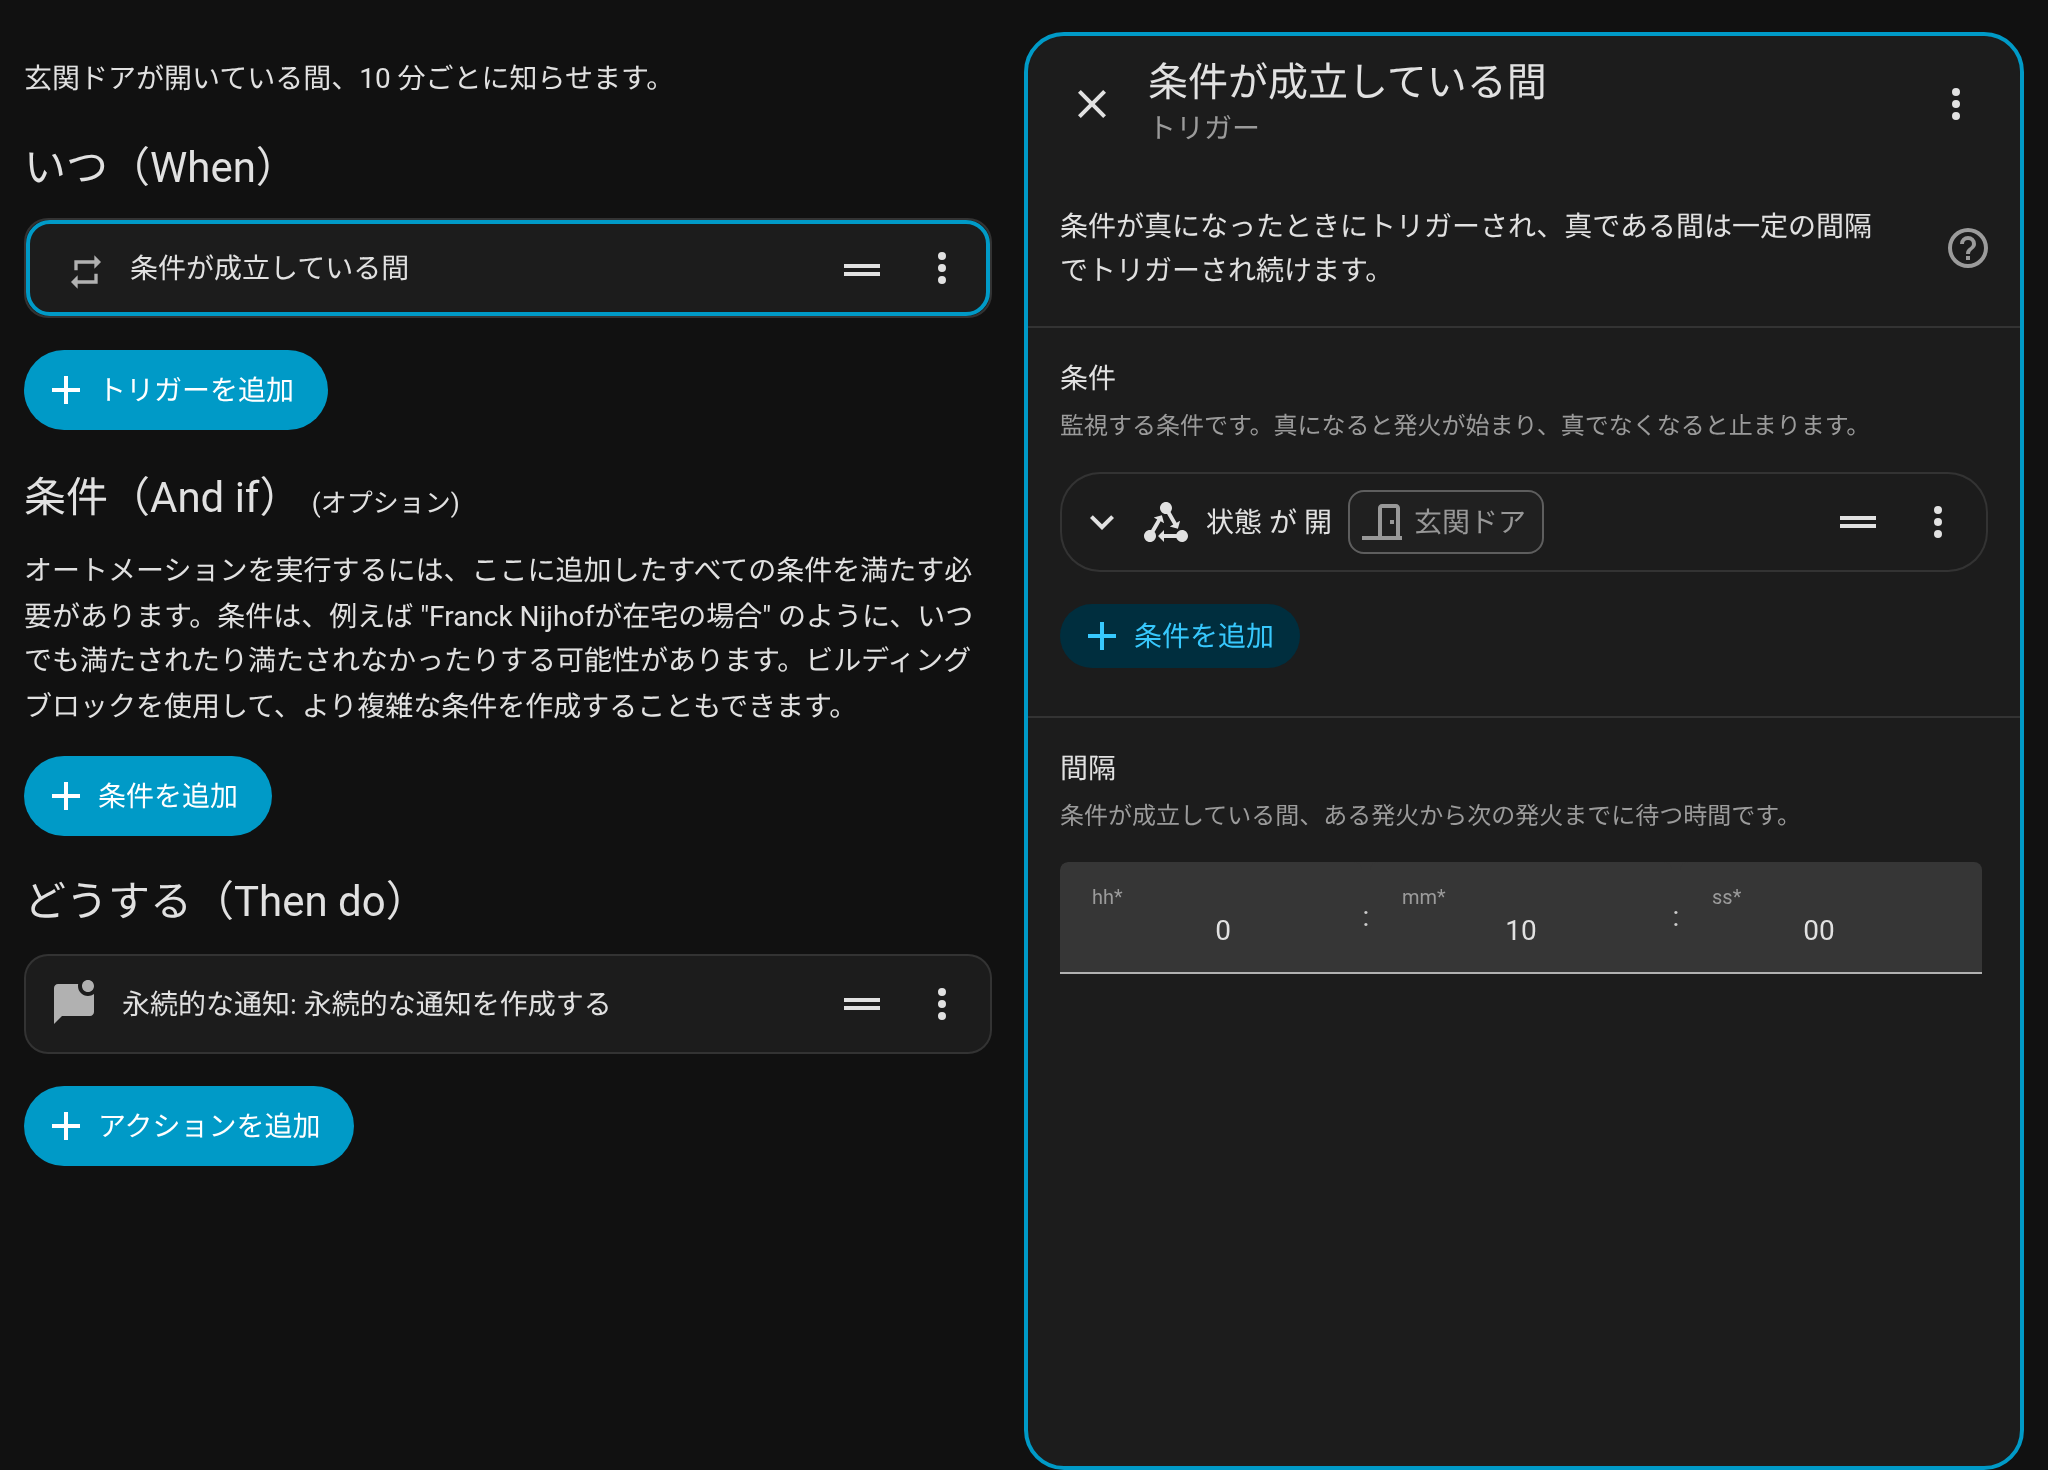 玄関ドアが開いている間、10 分ごとに知らせます。
いつ（When）
条件が成立している間
トリガーを追加
条件（And if） (オプション)
オートメーションを実行するには、ここに追加したすべての条件を満たす必
要があります。条件は、例えば "Franck Nijhofが在宅の場合" のように、いつ
でも満たされたり満たされなかったりする可能性があります。ビルディング
ブロックを使用して、より複雑な条件を作成することもできます。
条件を追加
どうする（Then do）
永続的な通知: 永続的な通知を作成する
アクションを追加
条件が成立している間
トリガー
条件が真になったときにトリガーされ、真である間は一定の間隔
でトリガーされ続けます。
条件
監視する条件です。真になると発火が始まり、真でなくなると止まります。
状態 が 開 玄関ドア
条件を追加
間隔
条件が成立している間、ある発火から次の発火までに待つ時間です。
hh* mm* ss*
0 : 10 : 00